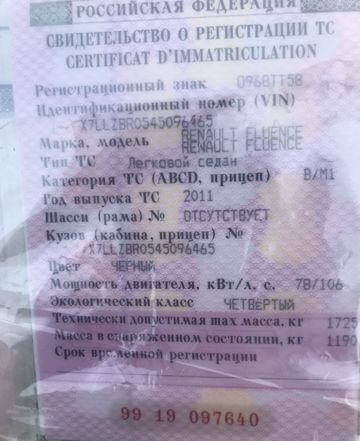 РОССИЙСКАЯ ФЕДЕРАЦИЯ
СВИДЕТЕЛЬСТВО О РЕГИСТРАЦИИ ТС
CERTIFICAT D'IMMATRICULATION
Регистрационный знак О968ТТ58
Идентификационный номер (VIN)
X7LLZBR0545096465
Марка, модель RENAULT FLUENCE
RENAULT FLUENCE
Тип ТС Легковой седан
Категория ТС (ABCD, прицеп) B/M1
Год выпуска ТС 2011
Шасси (рама) № ОТСУТСТВУЕТ
Кузов (кабина, прицеп) №
X7LLZBR0545096465
Цвет ЧЕРНЫЙ
Мощность двигателя, кВт/л. с. 78/106
Экологический класс ЧЕТВЕРТЫЙ
Технически допустимая max масса, кг 1725
Масса в снаряженном состоянии, кг 1190
Срок временной регистрации
99 19 097640